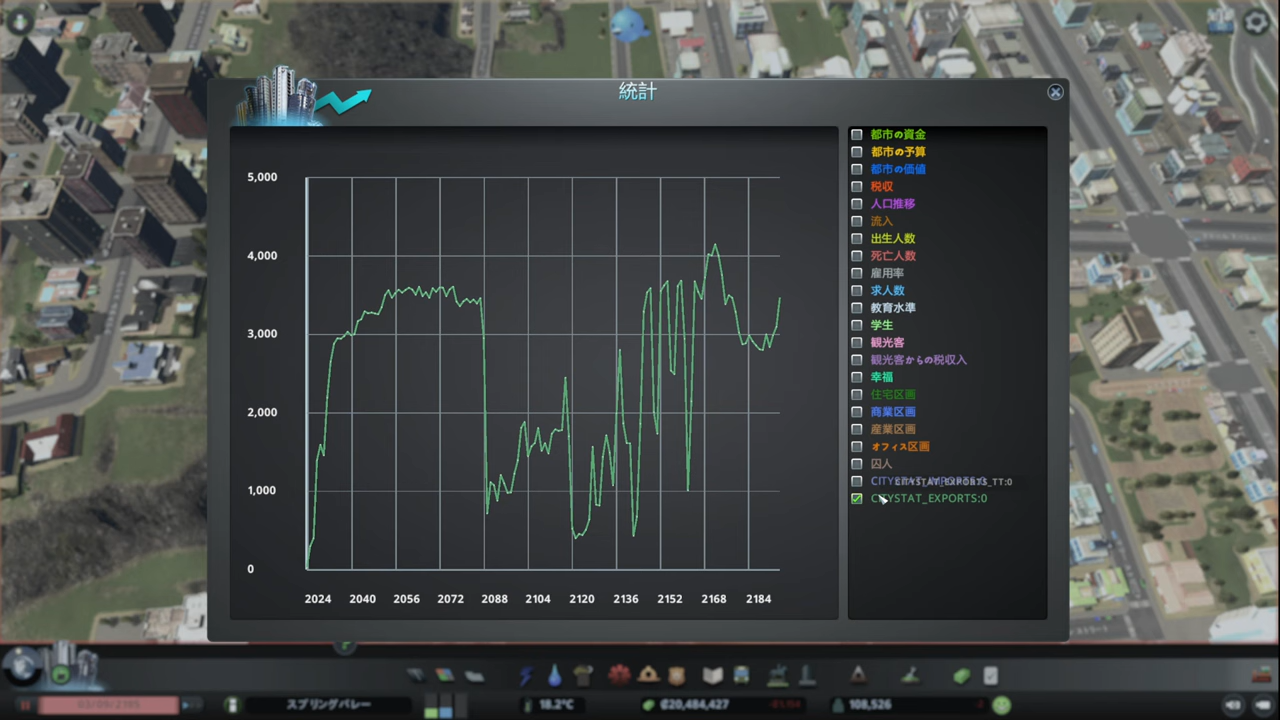 統計
5,000
4,000
3,000
2,000
1,000
0
2024 2040 2056 2072 2088 2104 2120 2136 2152 2168 2184
都市の資金
都市の予算
都市の価値
税収
人口推移
流入
出生人数
死亡人数
雇用率
求人数
教育水準
学生
観光客
観光客からの税収入
幸福
住宅区画
商業区画
産業区画
オフィス区画
囚人
CITYSTAT_EXPORTS_TT:0
CITYSTAT_EXPORTS:0
スプリングバレー
18.2°C
₡20,484,427
108,526